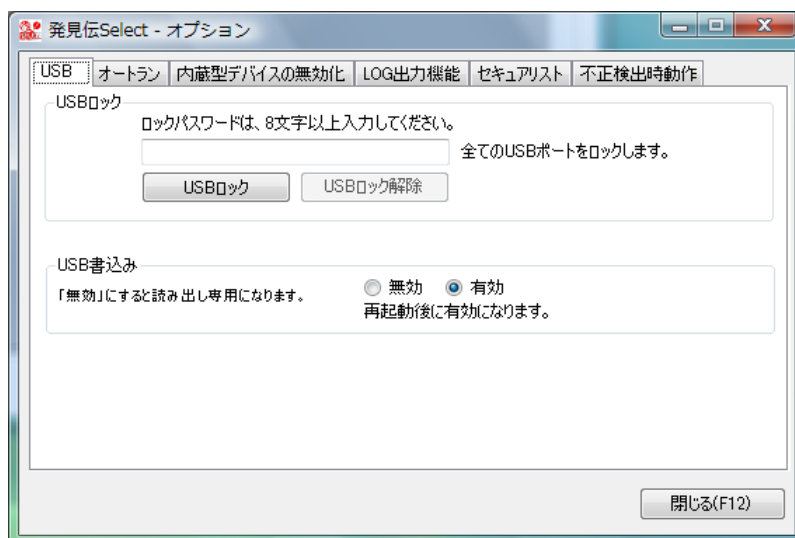 発見伝Select - オプション
USB オートラン 内蔵型デバイスの無効化 LOG出力機能 セキュアリスト 不正検出時動作
USBロック
ロックパスワードは、8文字以上入力してください。
全てのUSBポートをロックします。
USBロック USBロック解除
USB書込み
「無効」にすると読み出し専用になります。 無効 有効
再起動後に有効になります。
閉じる(F12)